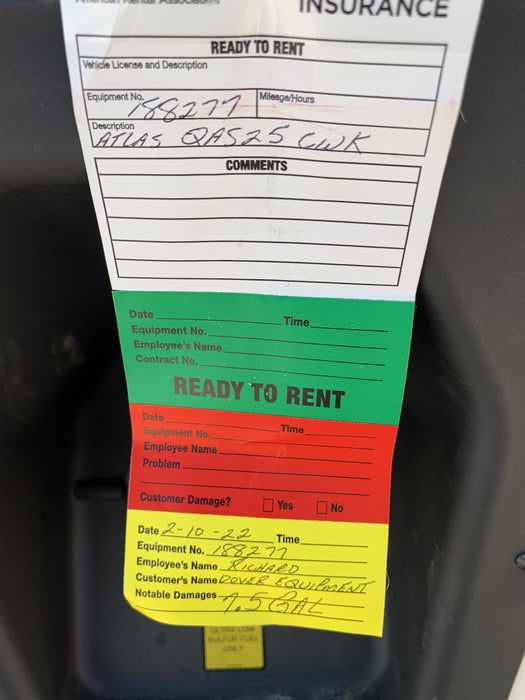 American Rental Association
INSURANCE
READY TO RENT
Vehicle License and Description
Equipment No. 188277 Mileage/Hours
Description
ATLAS QAS25 CWK
COMMENTS
Date Time
Equipment No.
Employee's Name
Contract No.
READY TO RENT
Date Time
Equipment No.
Employee Name
Problem
Customer Damage? Yes No
Date 2-10-22 Time
Equipment No. 188277
Employee's Name RICHARD
Customer's Name DOVER EQUIPMENT
Notable Damages 7.5 GAL
ULTRA-LOW
SULFUR FUEL
ONLY